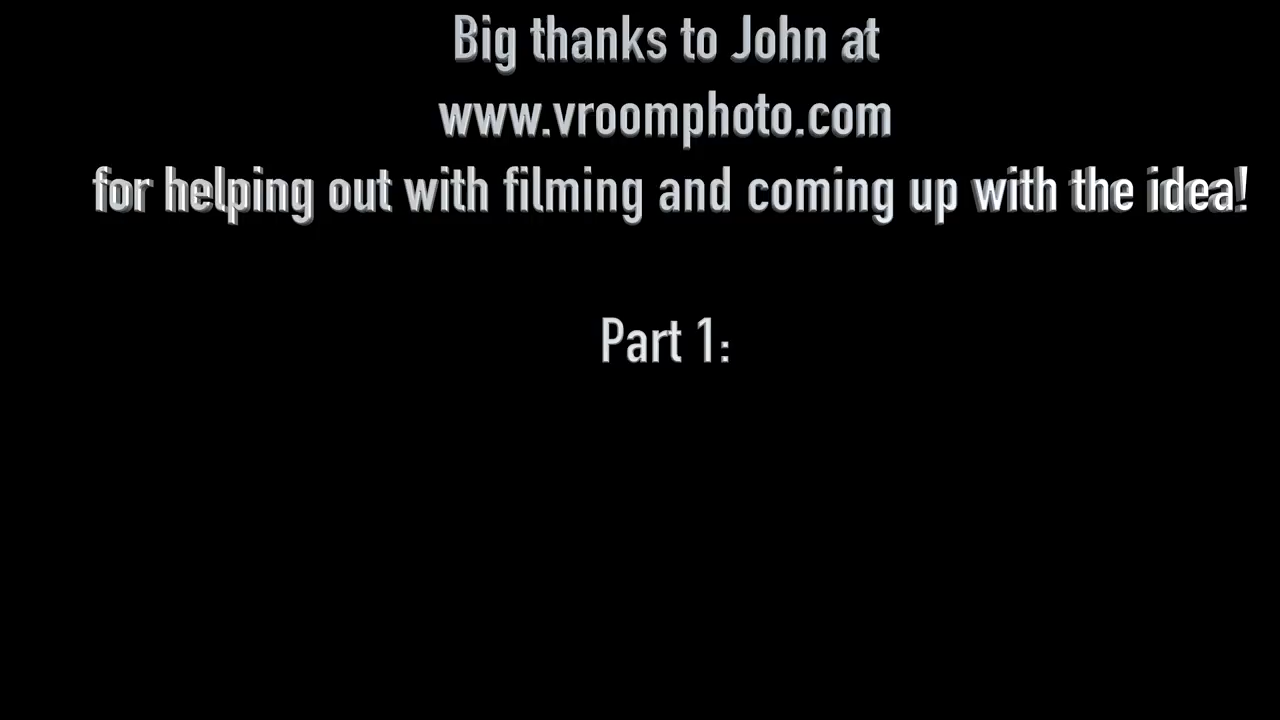 Big thanks to John at
www.vroomphoto.com
for helping out with filming and coming up with the idea!
Part 1: